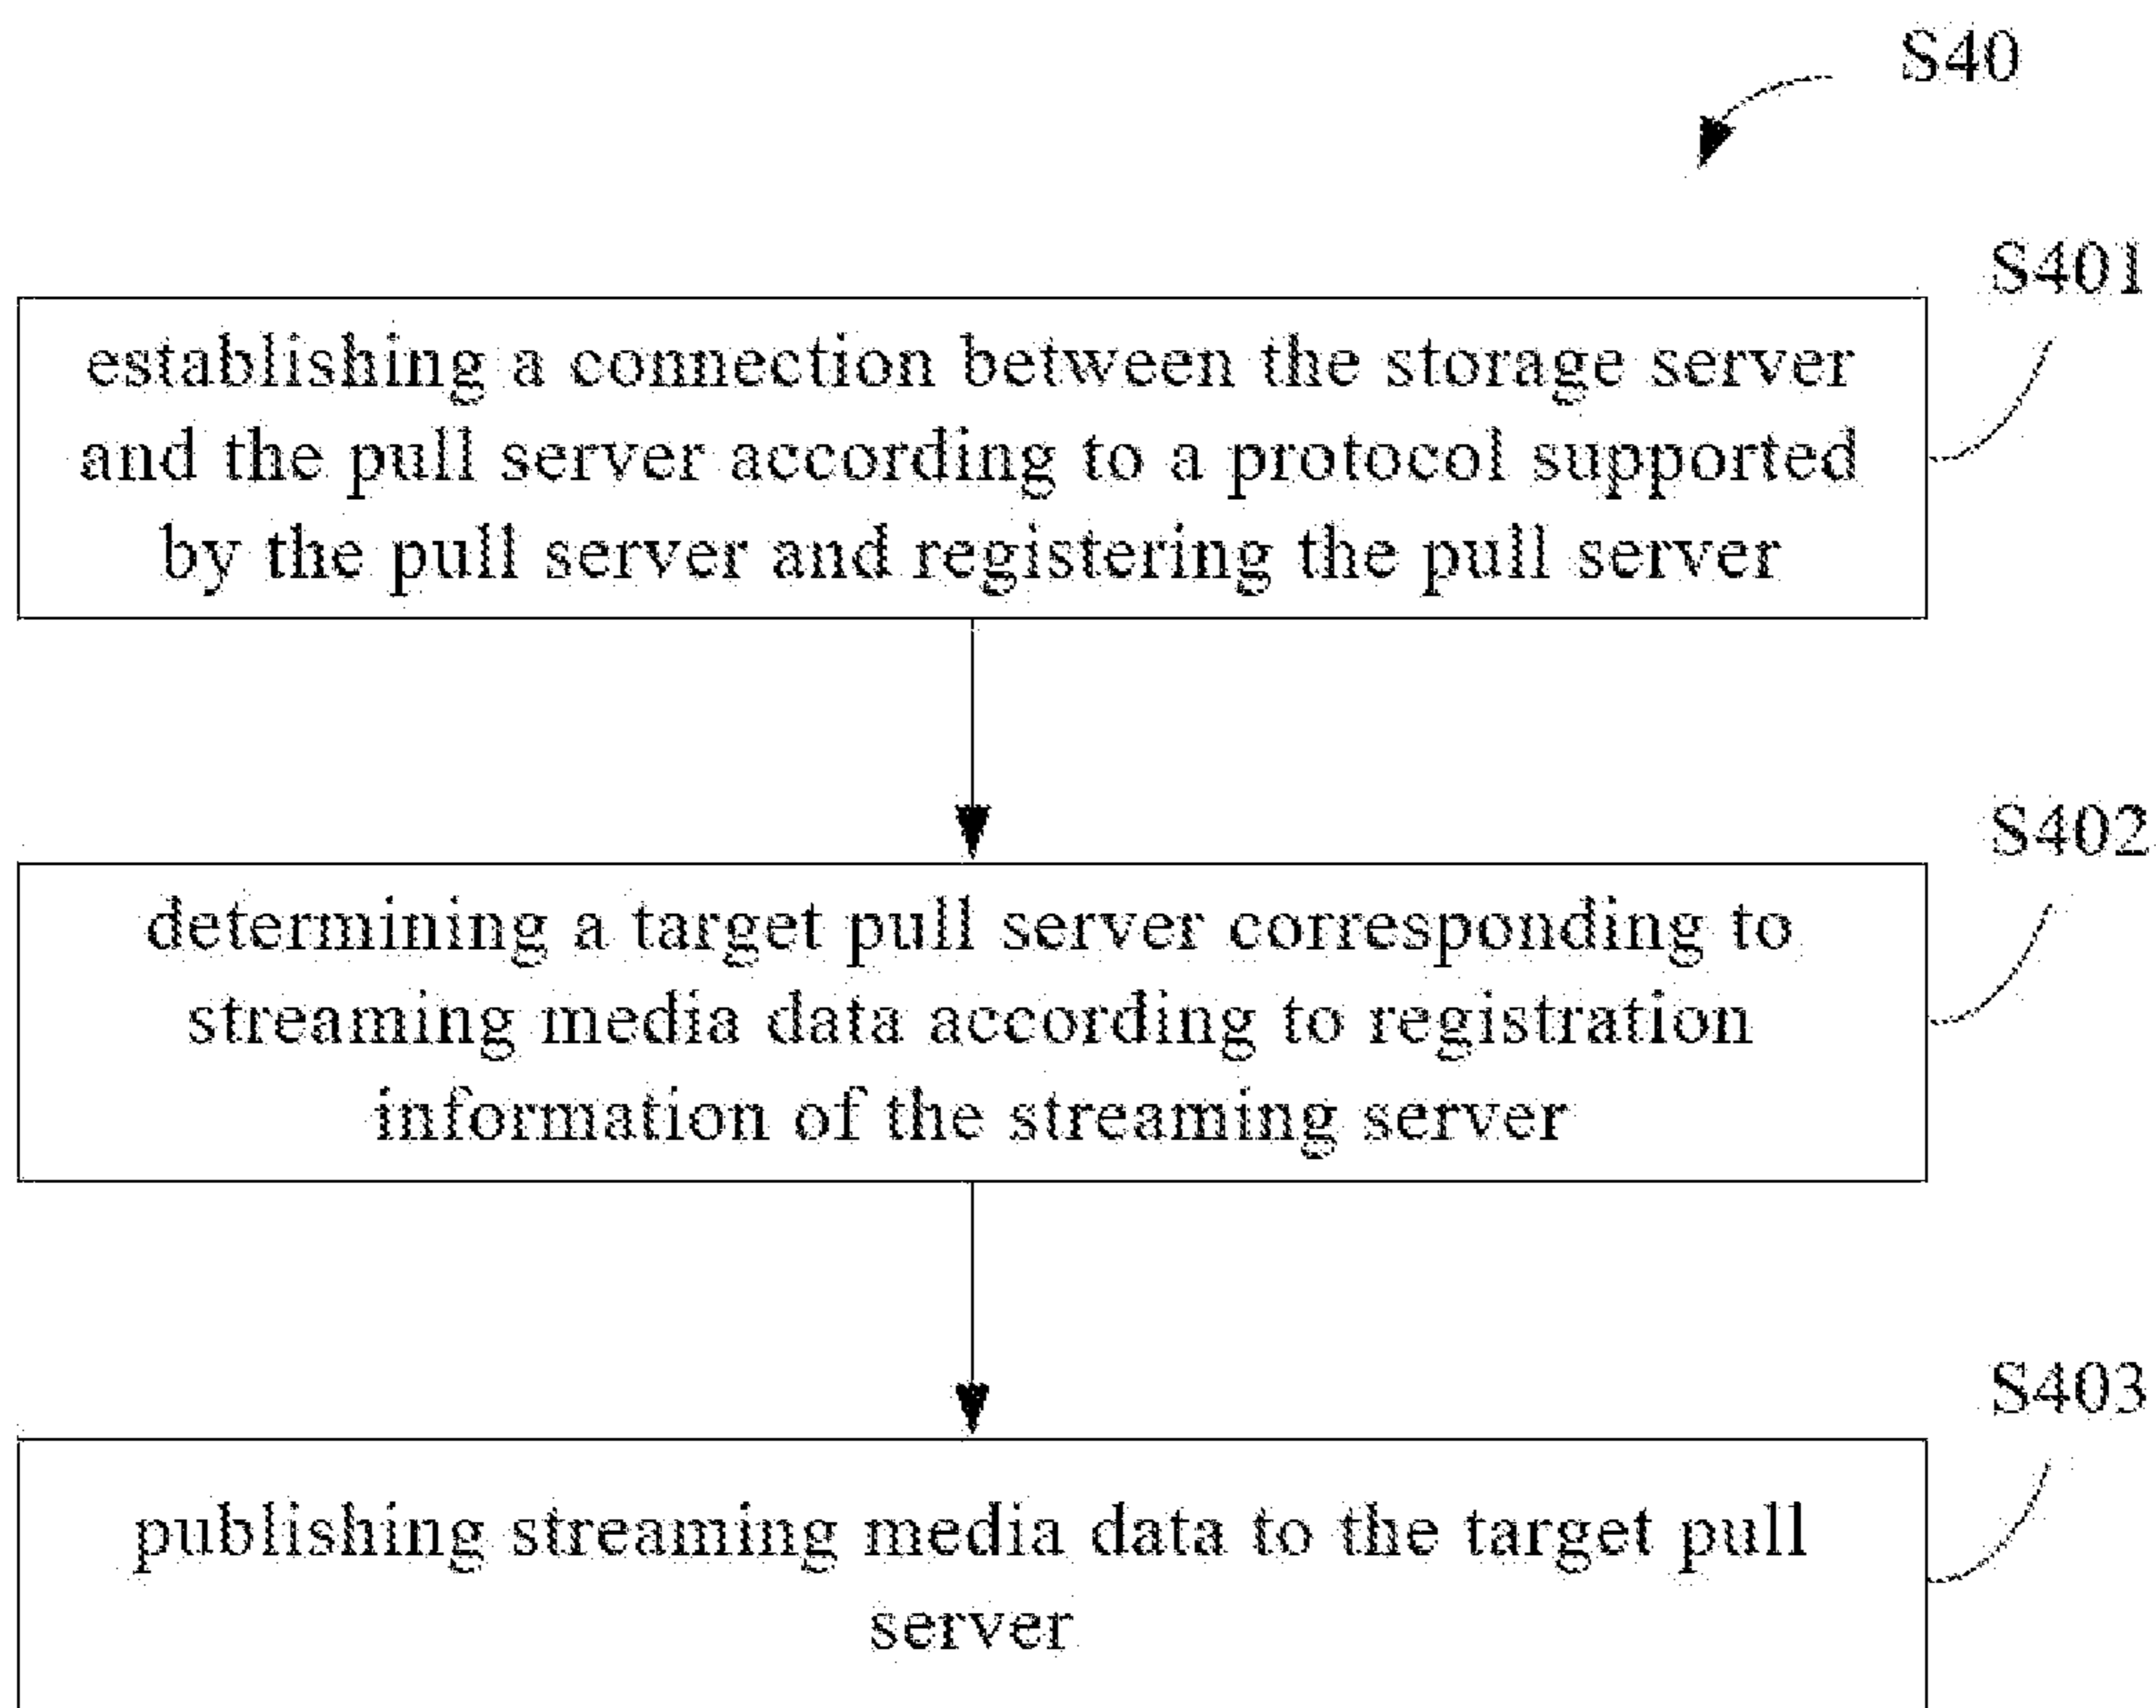 S40
S401
establishing a connection between the storage server
and the pull server according to a protocol supported
by the pull server and registering the pull server
S402
determining a target pull server corresponding to
streaming media data according to registration
information of the streaming server
S403
publishing streaming media data to the target pull
server